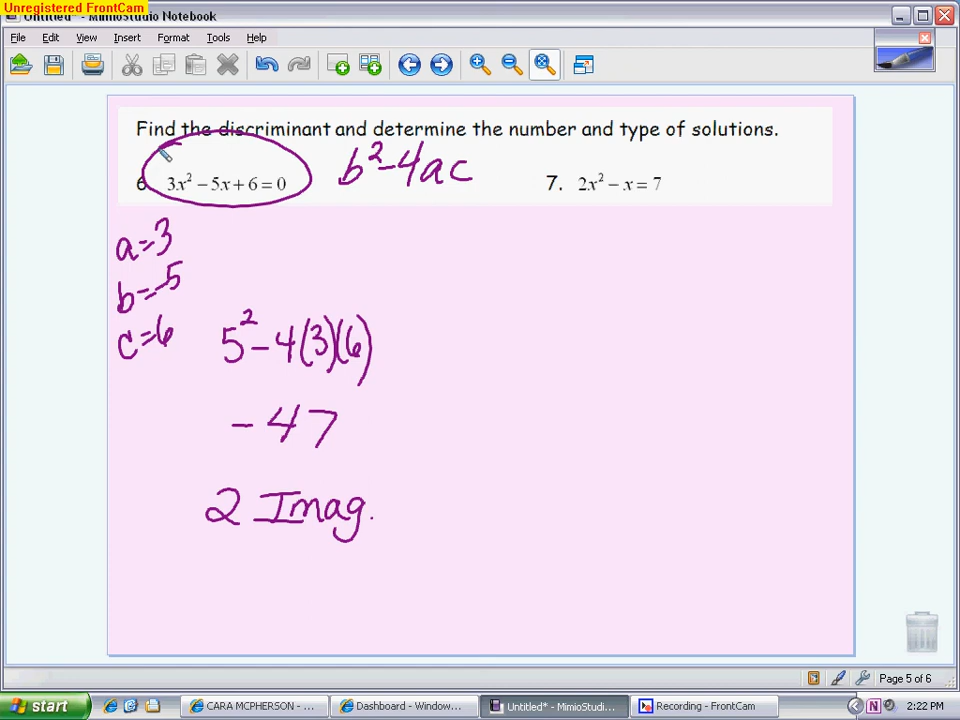 Unregistered FrontCam
Untitled* - MimioStudio Notebook
File Edit View Insert Format Tools Help
Find the discriminant and determine the number and type of solutions.
6. 3x² − 5x + 6 = 0
b²-4ac
7. 2x² − x = 7
a=3
b=-5
c=6
5²-4(3)(6)
-47
2 Imag.
Page 5 of 6
start
CARA MCPHERSON - ...
Dashboard - Window...
Untitled* - MimioStud...
Recording - FrontCam
2:22 PM